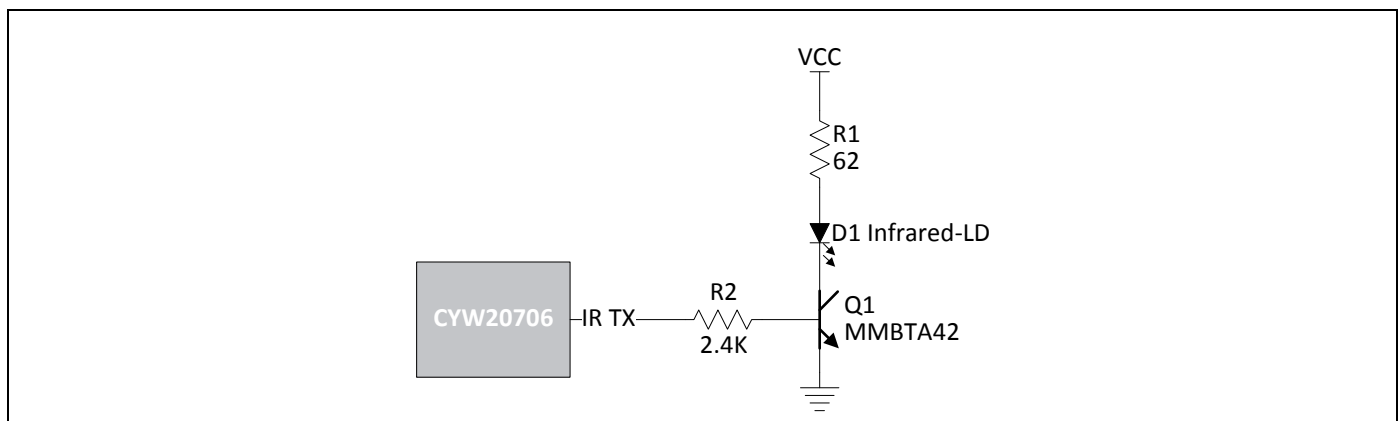 VCC
R1
62
D1 Infrared-LD
CYW20706
IR TX
R2
2.4K
Q1
MMBTA42